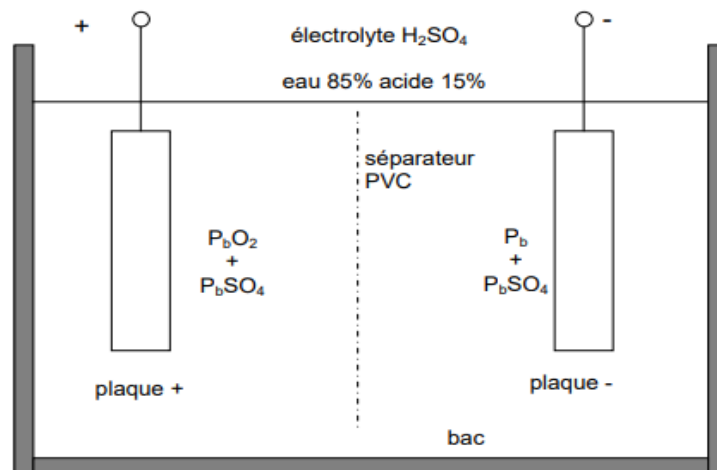 +
électrolyte H₂SO₄
-
eau 85% acide 15%
séparateur
PVC
PbO₂
+
PbSO₄
Pb
+
PbSO₄
plaque +
plaque -
bac